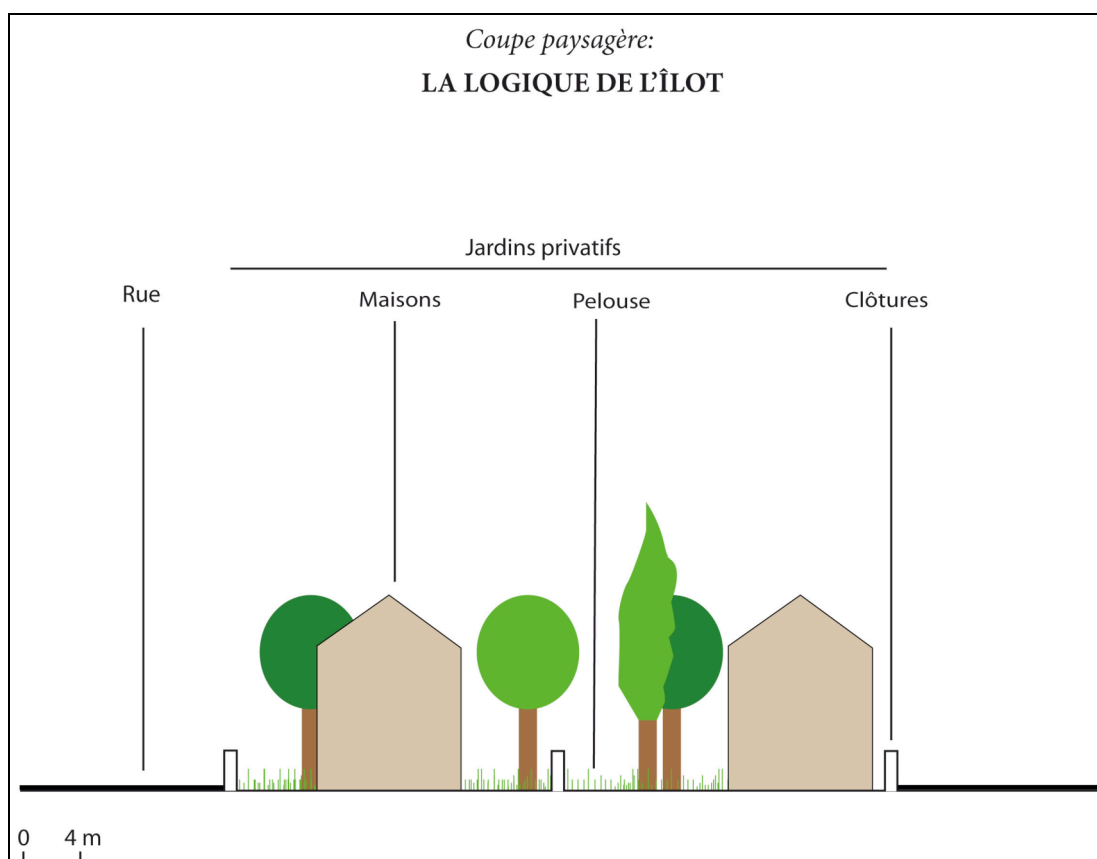 Coupe paysagère:
LA LOGIQUE DE L'ÎLOT
Jardins privatifs
Rue
Maisons
Pelouse
Clôtures
0 4 m